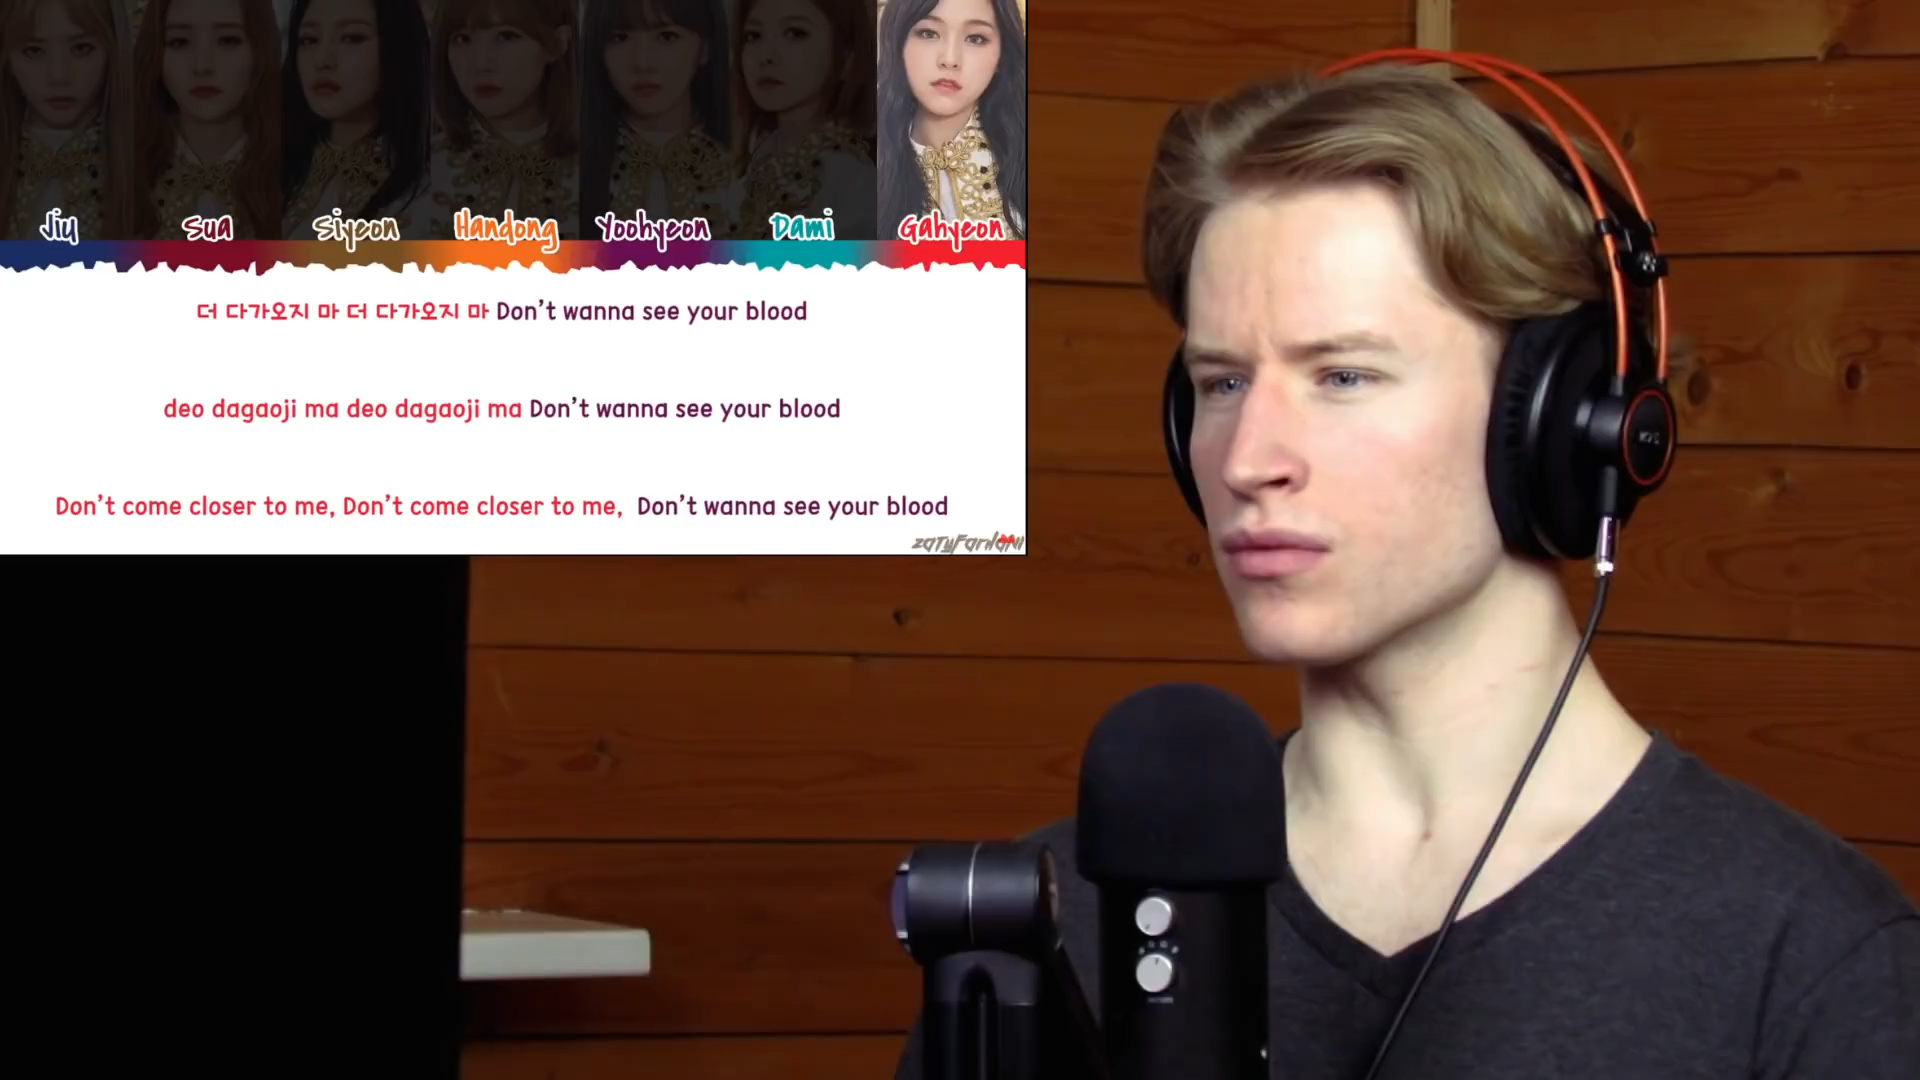 Jiu Sua Siyeon Handong Yoohyeon Dami Gahyeon
더 다가오지 마 더 다가오지 마 Don't wanna see your blood
deo dagaoji ma deo dagaoji ma Don't wanna see your blood
Don't come closer to me, Don't come closer to me, Don't wanna see your blood
zatyfardani